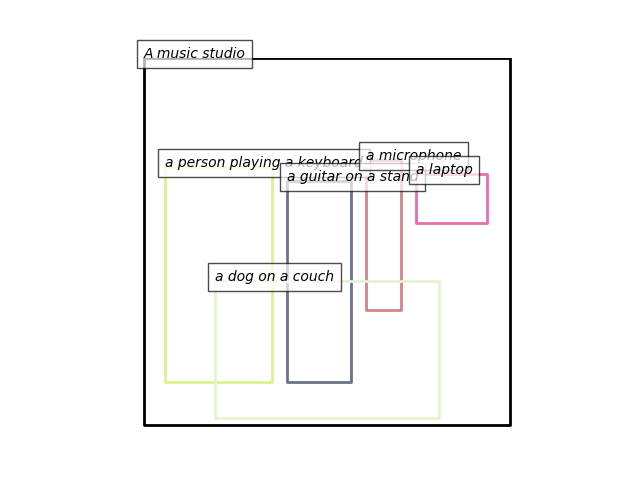 A music studio
a person playing a keyboard
a microphone
a laptop
a guitar on a stand
a dog on a couch